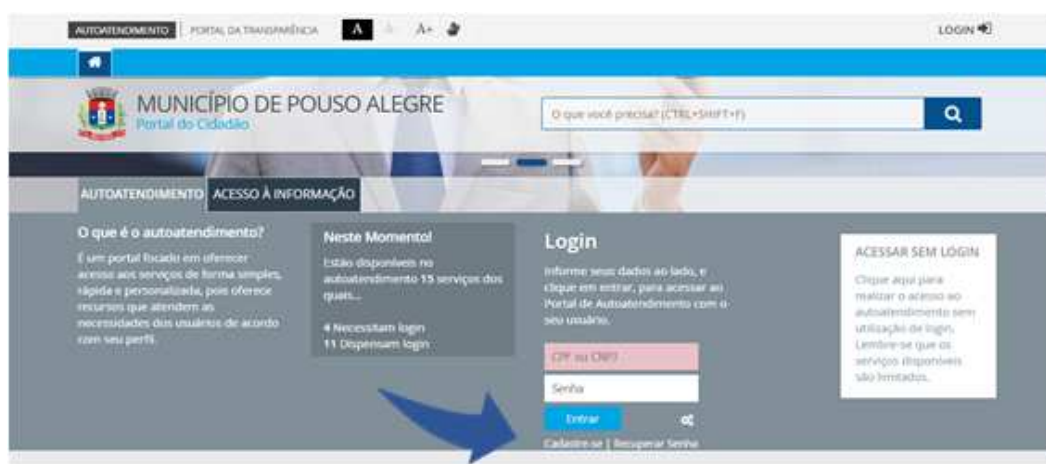 AUTOATENDIMENTO PORTAL DA TRANSPARÊNCIA A A- A+ LOGIN
MUNICÍPIO DE POUSO ALEGRE
Portal do Cidadão
O que você precisa? (CTRL+SHIFT+F)
AUTOATENDIMENTO ACESSO À INFORMAÇÃO
O que é o autoatendimento?
É um portal focado em oferecer
acesso aos serviços de forma simples,
rápida e personalizada, pois oferece
recursos que atendem as
necessidades dos usuários de acordo
com seu perfil.
Neste Momento!
Estão disponíveis no
autoatendimento 15 serviços dos
quais...
4 Necessitam login
11 Dispensam login
Login
Informe seus dados ao lado, e
clique em entrar, para acessar ao
Portal de Autoatendimento com o
seu usuário.
CPF ou CNPJ
Senha
Entrar
Cadastre-se | Recuperar Senha
ACESSAR SEM LOGIN
Clique aqui para
realizar o acesso ao
autoatendimento sem
utilização de login.
Lembre-se que os
serviços disponíveis
são limitados.